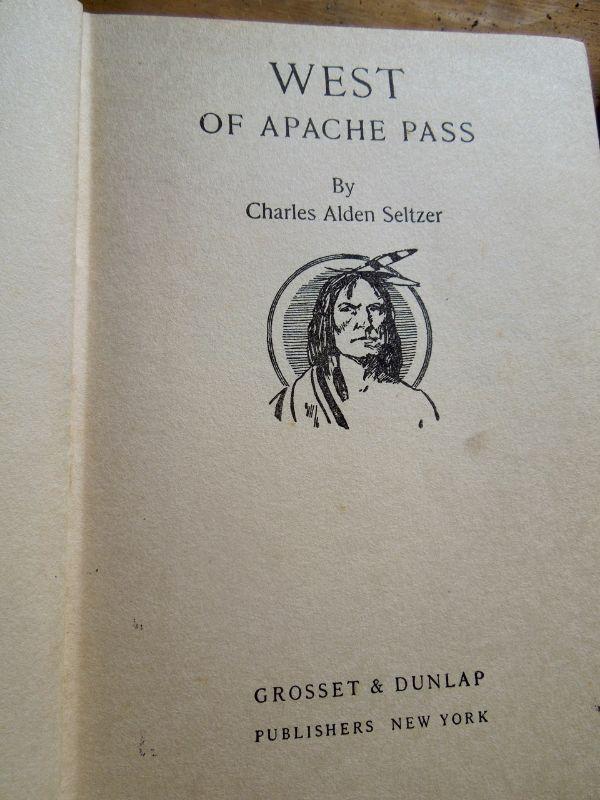 WEST
OF APACHE PASS
By
Charles Alden Seltzer
GROSSET & DUNLAP
PUBLISHERS NEW YORK